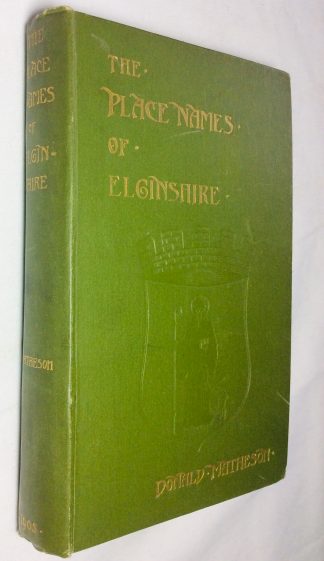 THE·
PLACE NAMES·
OF·
ELGINSHIRE·
DONALD·MATHESON·
THE
PLACE
NAMES
OF
ELGIN-
SHIRE
MATHESON